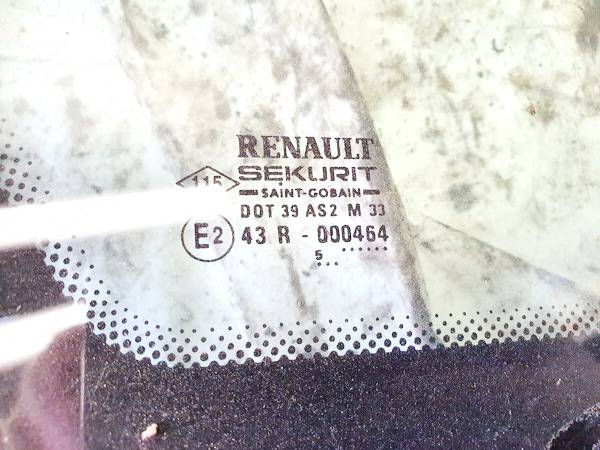 RENAULT
115 SEKURIT
SAINT-GOBAIN
DOT 39 AS2 M 33
E2 43 R - 000464
5